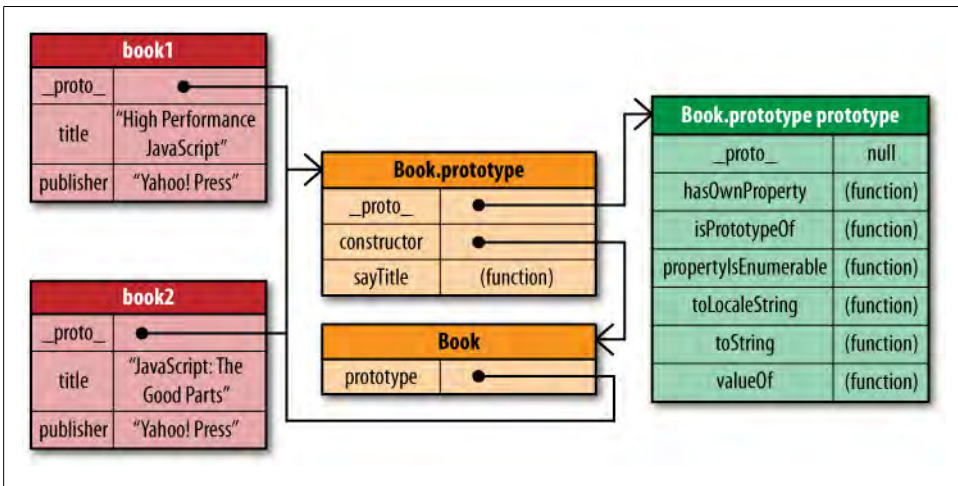 book1
_proto_
title “High Performance
JavaScript”
publisher “Yahoo! Press”
book2
_proto_
title “JavaScript: The
Good Parts”
publisher “Yahoo! Press”
Book.prototype
_proto_
constructor
sayTitle (function)
Book
prototype
Book.prototype prototype
_proto_ null
hasOwnProperty (function)
isPrototypeOf (function)
propertyIsEnumerable (function)
toLocaleString (function)
toString (function)
valueOf (function)